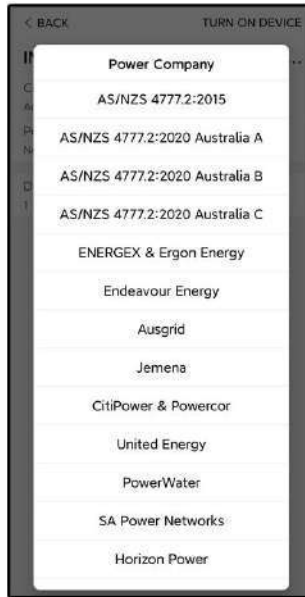 < BACK
TURN ON DEVICE
Power Company
AS/NZS 4777.2:2015
AS/NZS 4777.2:2020 Australia A
AS/NZS 4777.2:2020 Australia B
AS/NZS 4777.2:2020 Australia C
ENERGEX & Ergon Energy
Endeavour Energy
Ausgrid
Jemena
CitiPower & Powercor
United Energy
PowerWater
SA Power Networks
Horizon Power